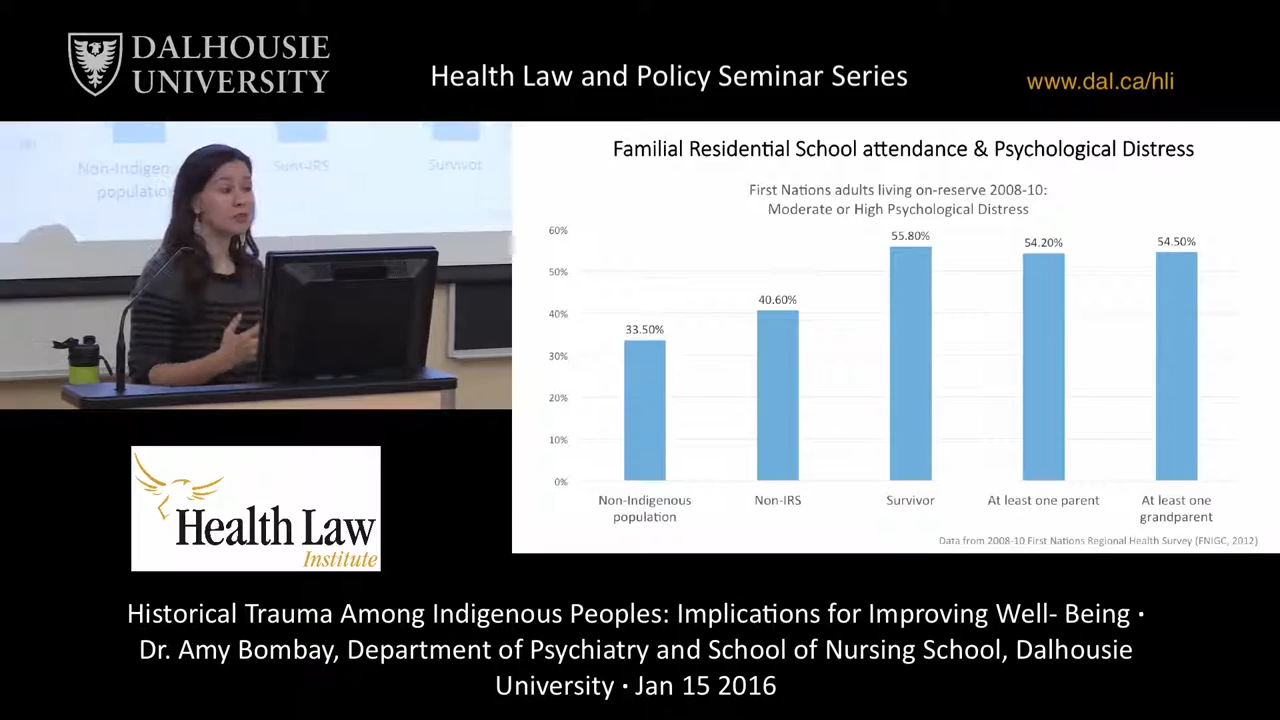 DALHOUSIE
UNIVERSITY
Health Law and Policy Seminar Series
www.dal.ca/hli
Non-Indigen
population
Survivor
Familial Residential School attendance & Psychological Distress
First Nations adults living on-reserve 2008-10:
Moderate or High Psychological Distress
60%
50%
40%
30%
20%
10%
0%
33.50%
40.60%
55.80%
54.20%
54.50%
Non-Indigenous
population
Non-IRS
Survivor
At least one parent
At least one
grandparent
Data from 2008-10 First Nations Regional Health Survey (FNIGC, 2012)
Health Law
Institute
Historical Trauma Among Indigenous Peoples: Implications for Improving Well- Being ·
Dr. Amy Bombay, Department of Psychiatry and School of Nursing School, Dalhousie
University · Jan 15 2016